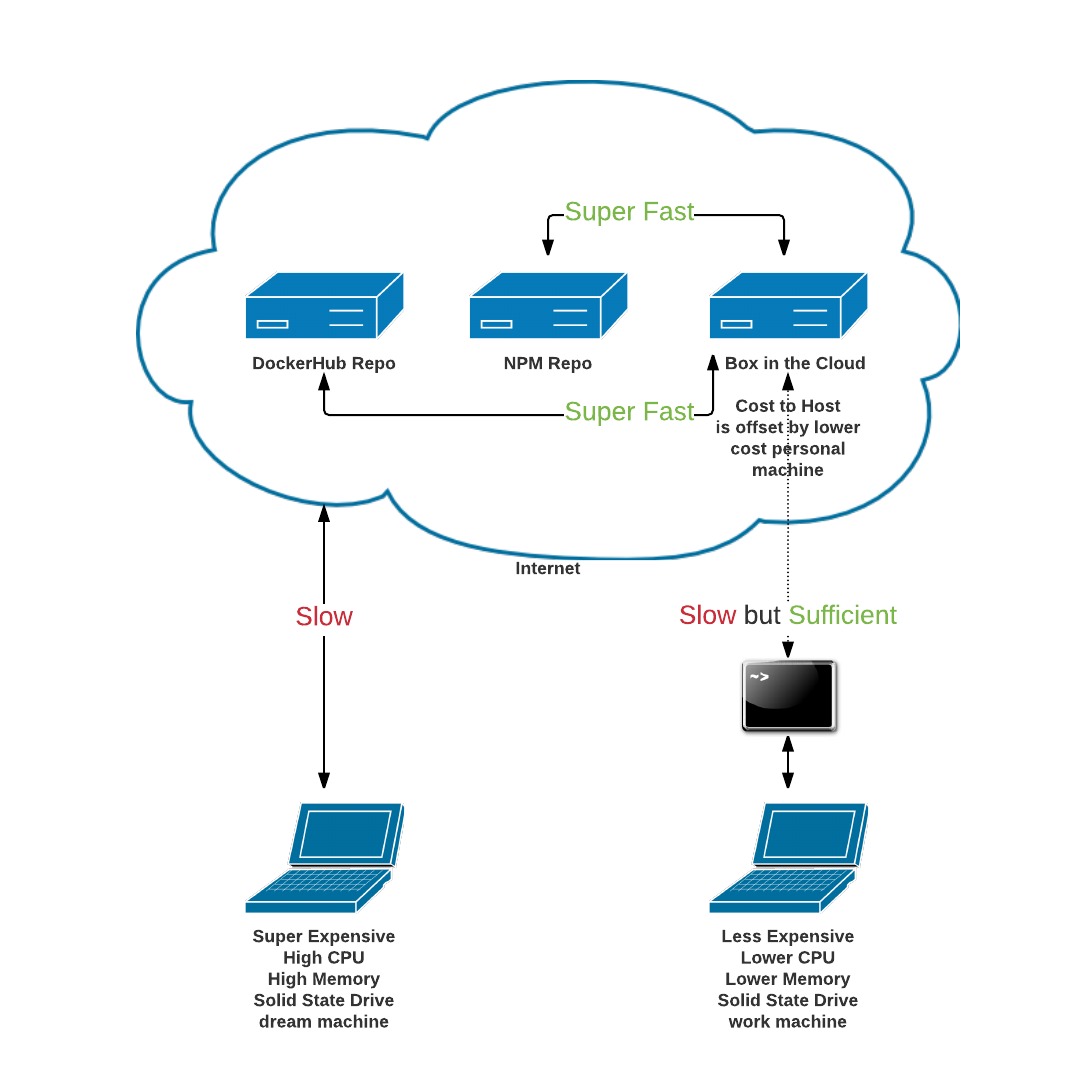 Super Fast
DockerHub Repo
NPM Repo
Box in the Cloud
Super Fast
Cost to Host
is offset by lower
cost personal
machine
Internet
Slow
Slow but Sufficient
~>
Super Expensive
High CPU
High Memory
Solid State Drive
dream machine
Less Expensive
Lower CPU
Lower Memory
Solid State Drive
work machine